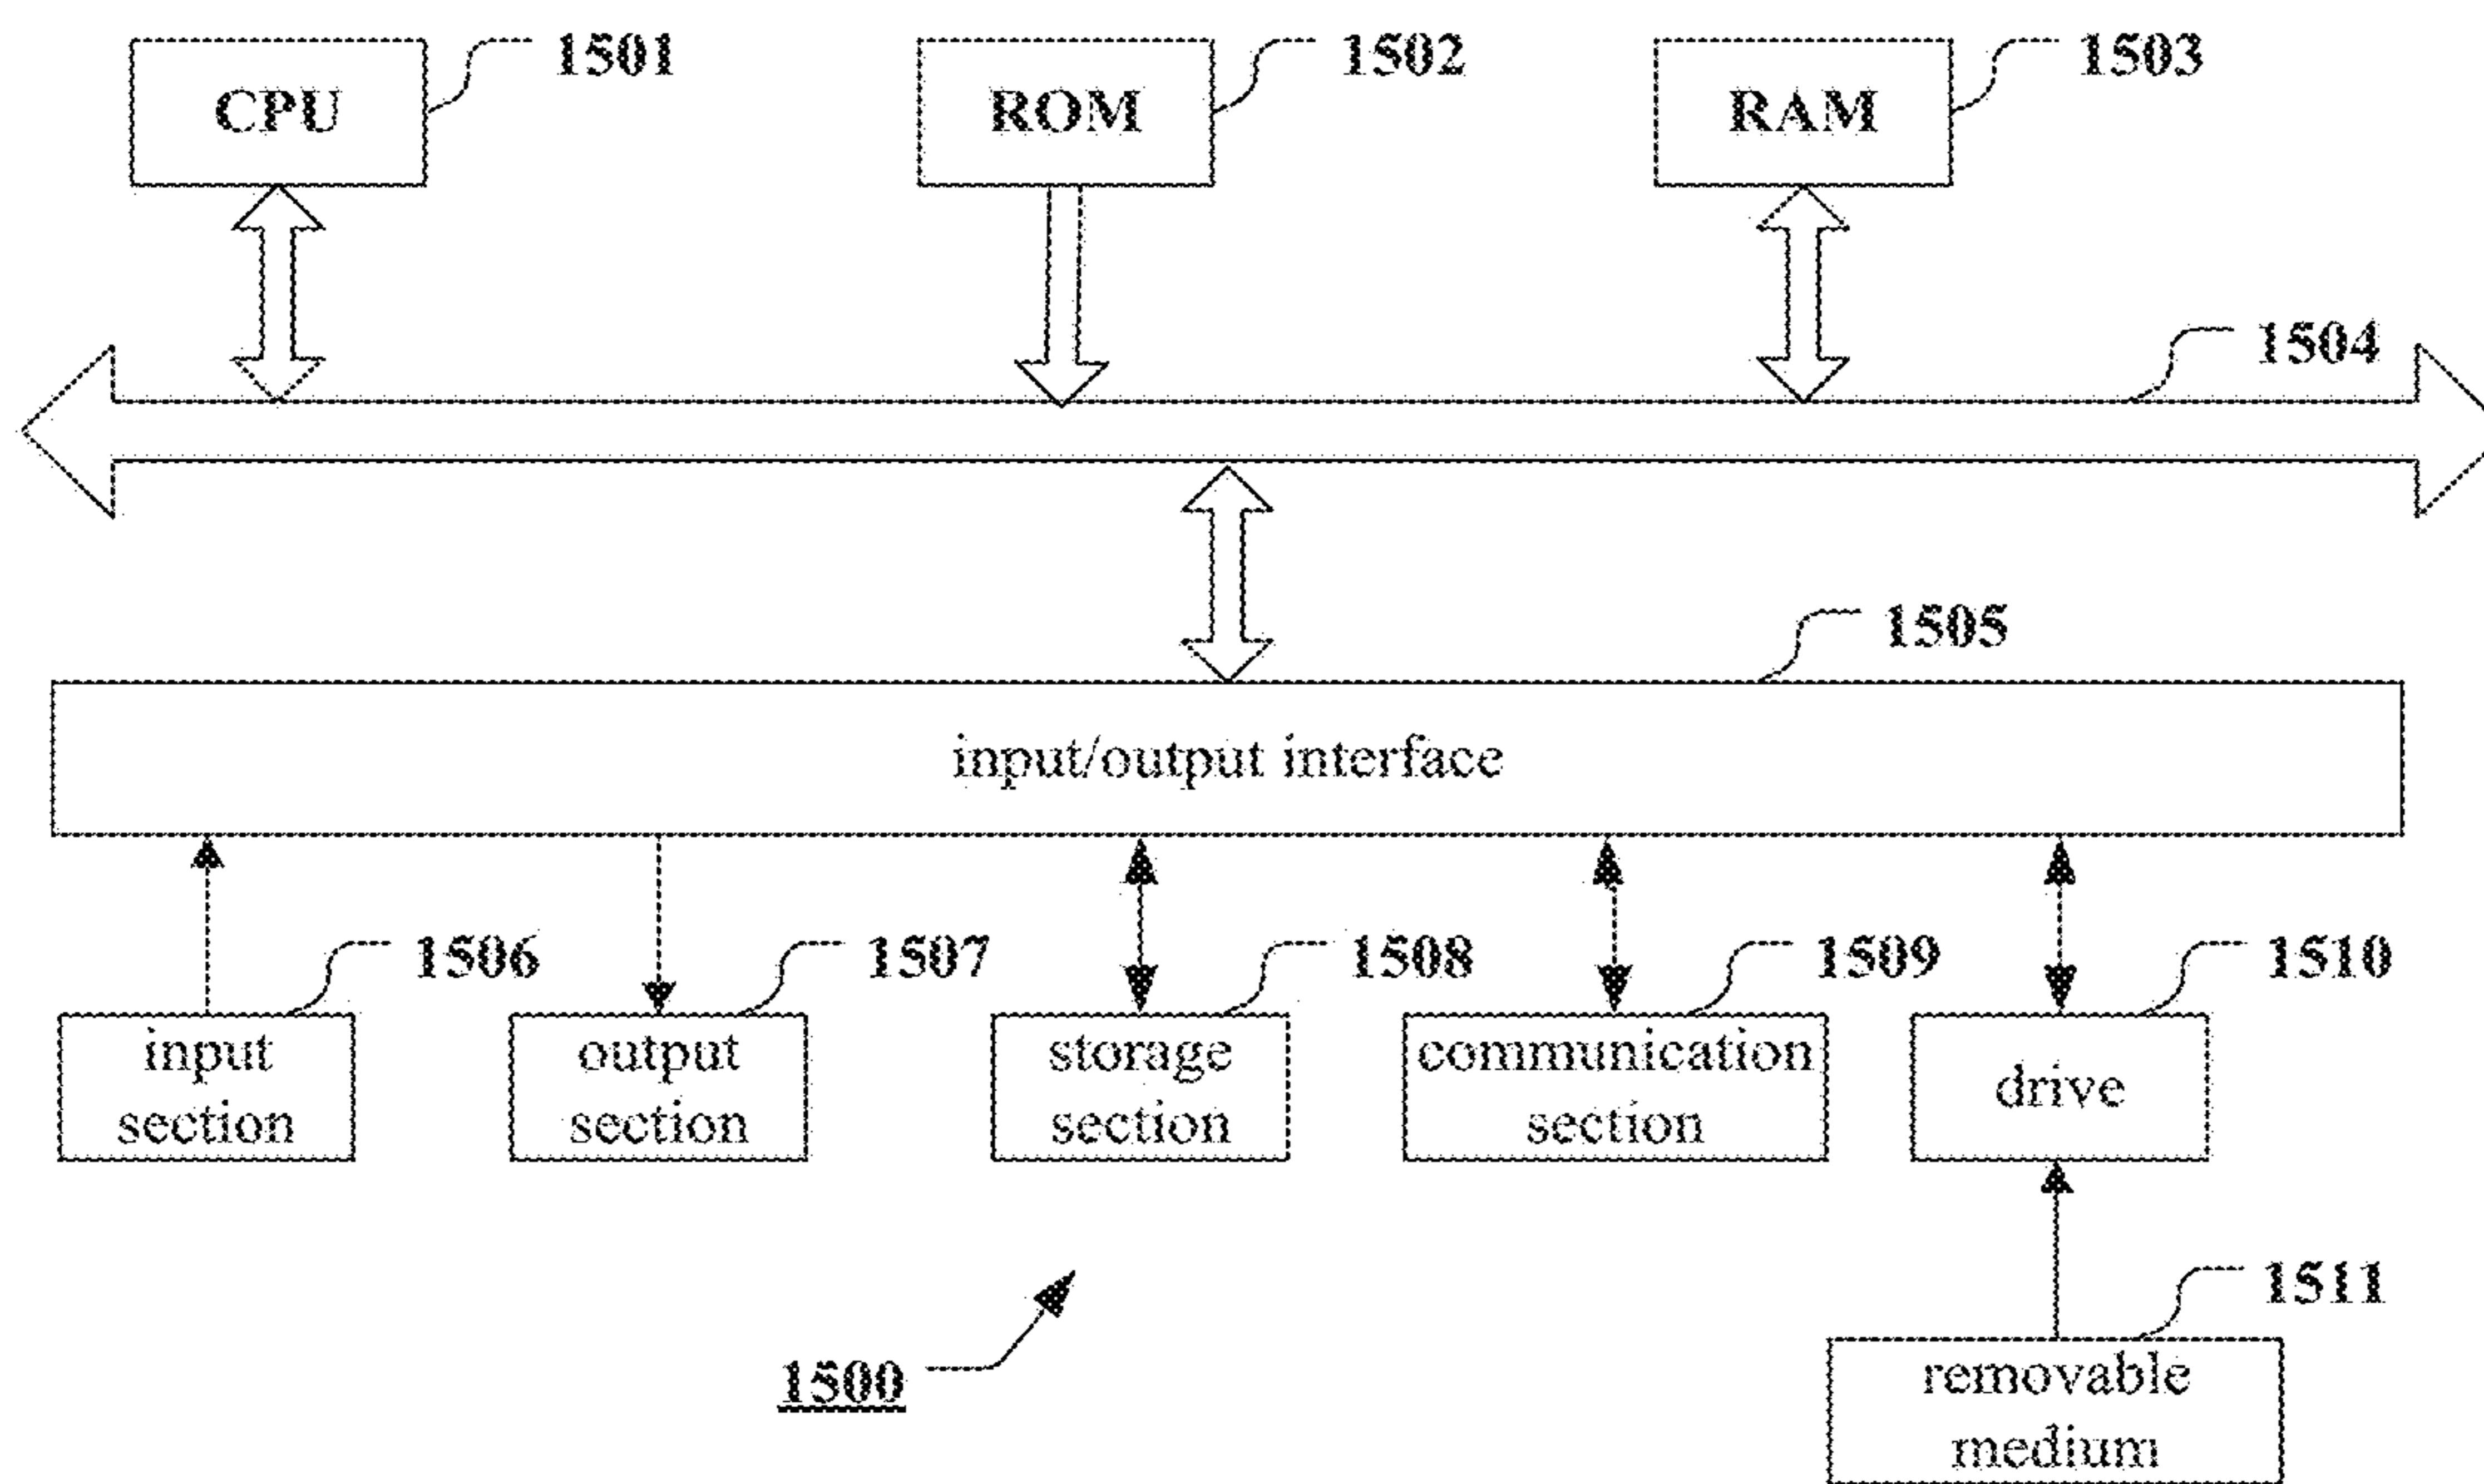 CPU
1501
ROM
1502
RAM
1503
1504
1505
input/output interface
1506
1507
1508
1509
1510
input
section
output
section
storage
section
communication
section
drive
1511
1500
removable
medium